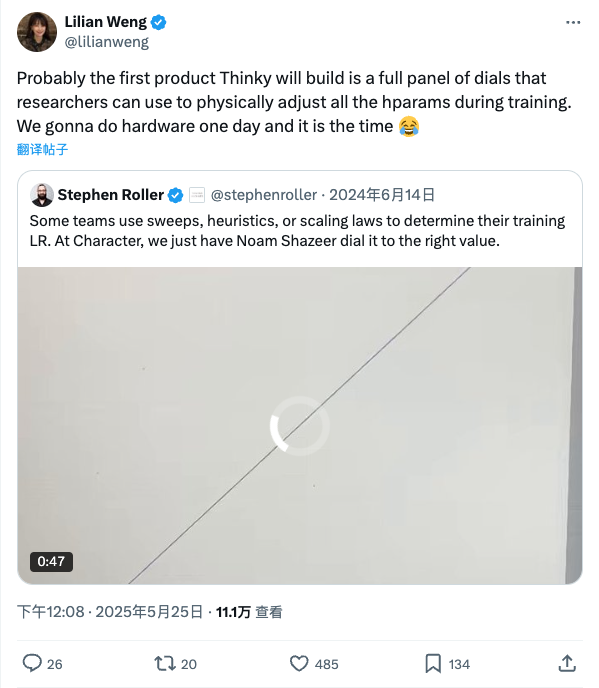 Lilian Weng
@lilianweng
Probably the first product Thinky will build is a full panel of dials that
researchers can use to physically adjust all the hparams during training.
We gonna do hardware one day and it is the time 😂
翻译帖子
Stephen Roller @stephenroller · 2024年6月14日
Some teams use sweeps, heuristics, or scaling laws to determine their training
LR. At Character, we just have Noam Shazeer dial it to the right value.
0:47
下午12:08 · 2025年5月25日 · 11.1万 查看
26 20 485 134